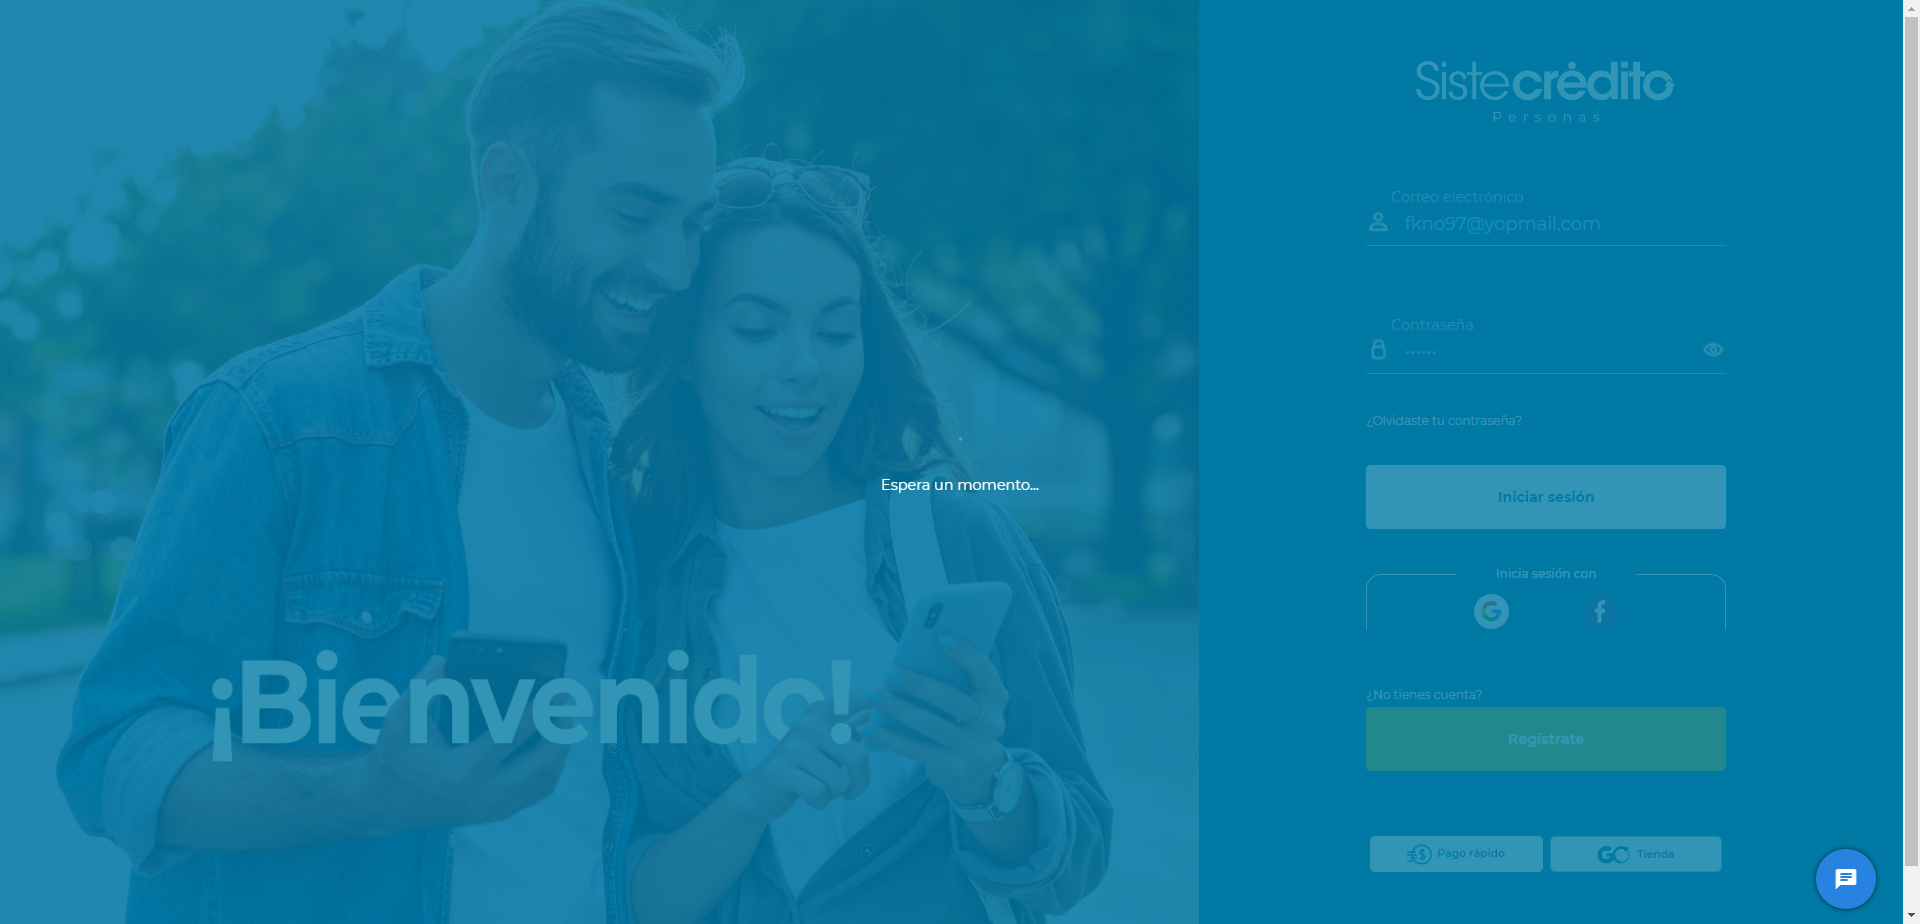 Sistecrédito
Personas
Correo electrónico
fkno97@yopmail.com
Contraseña
······
¿Olvidaste tu contraseña?
Espera un momento...
Iniciar sesión
Inicia sesión con
G f
¡Bienvenido!
¿No tienes cuenta?
Regístrate
Pago rápido
GO Tienda